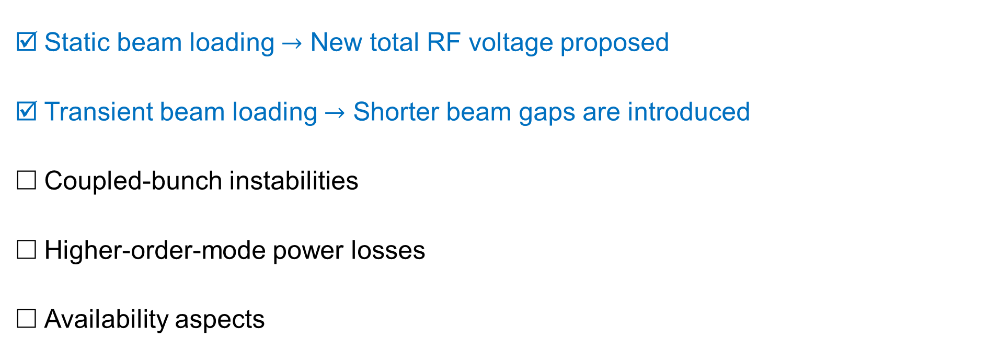 ☑ Static beam loading → New total RF voltage proposed
☑ Transient beam loading → Shorter beam gaps are introduced
☐ Coupled-bunch instabilities
☐ Higher-order-mode power losses
☐ Availability aspects